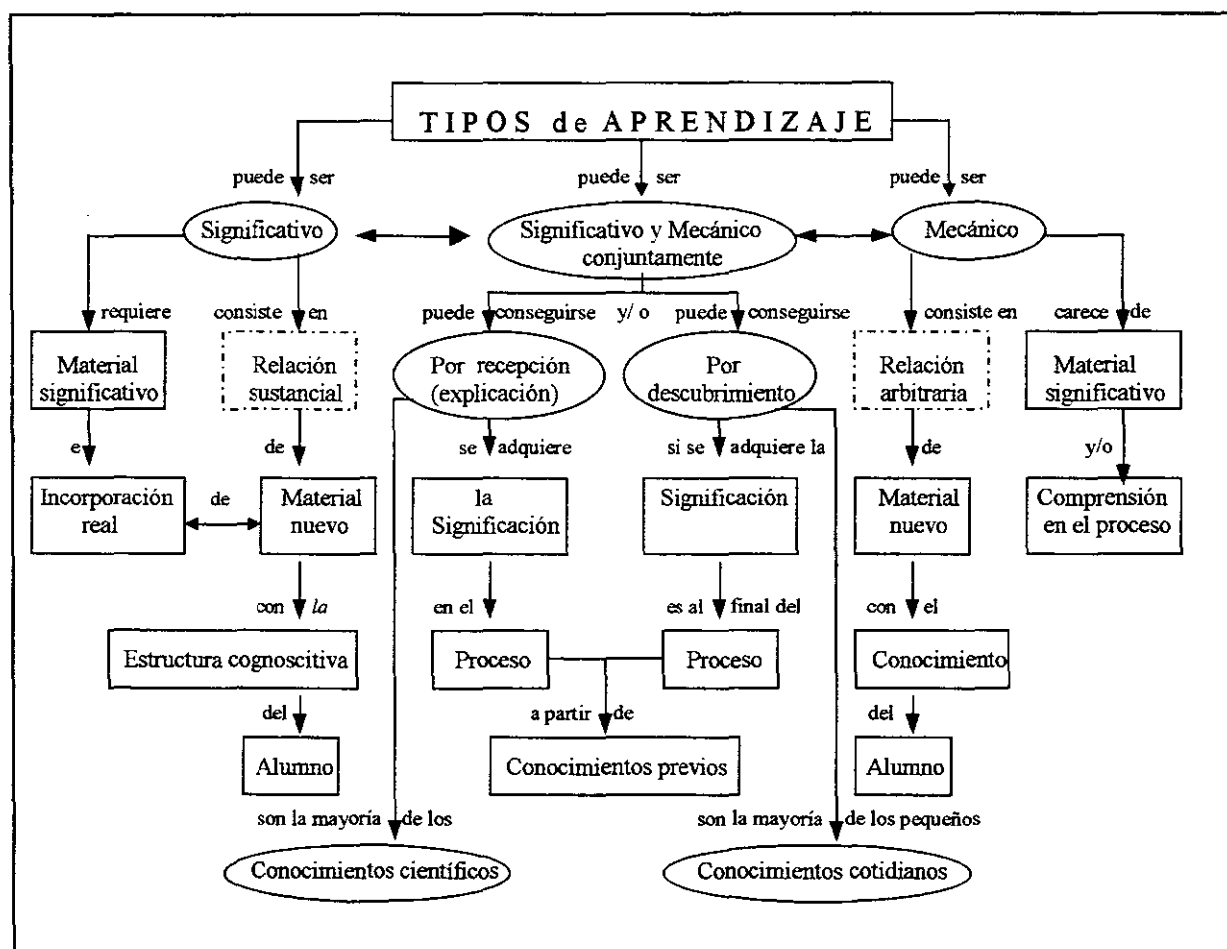 TIPOS de APRENDIZAJE
puede ser
puede ser
puede ser
Significativo
Significativo y Mecánico
conjuntamente
Mecánico
requiere
consiste en
puede conseguirse
y/ o
puede conseguirse
consiste en
carece de
Material
significativo
Relación
sustancial
Por recepción
(explicación)
Por
descubrimiento
Relación
arbitraria
Material
significativo
e
de
se adquiere
si se adquiere la
de
y/o
Incorporación
real
de
Material
nuevo
la
Significación
Significación
Material
nuevo
Comprensión
en el proceso
con la
en el
es al final del
con el
Estructura cognoscitiva
Proceso
Proceso
Conocimiento
del
a partir de
del
Alumno
Conocimientos previos
Alumno
son la mayoría de los
son la mayoría de los pequeños
Conocimientos científicos
Conocimientos cotidianos